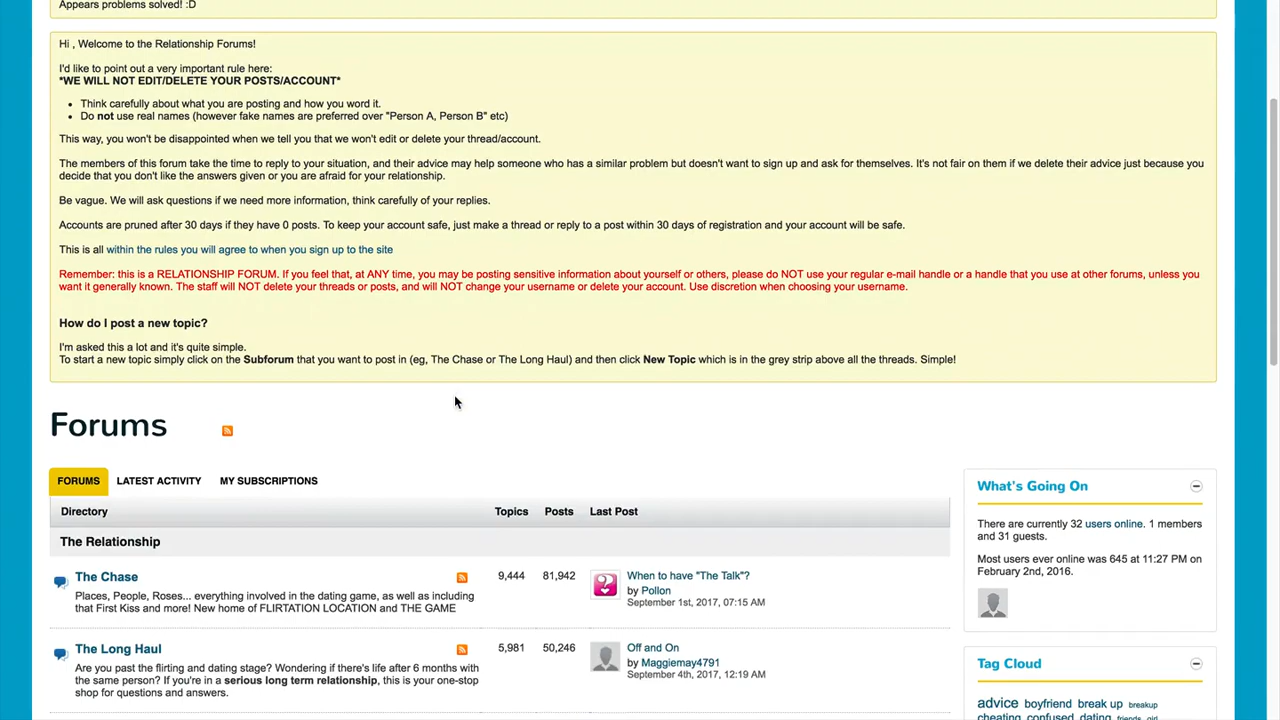 Appears problems solved! :D
Hi , Welcome to the Relationship Forums!
I'd like to point out a very important rule here:
*WE WILL NOT EDIT/DELETE YOUR POSTS/ACCOUNT*
Think carefully about what you are posting and how you word it.
Do not use real names (however fake names are preferred over "Person A, Person B" etc)
This way, you won't be disappointed when we tell you that we won't edit or delete your thread/account.
The members of this forum take the time to reply to your situation, and their advice may help someone who has a similar problem but doesn't want to sign up and ask for themselves. It's not fair on them if we delete their advice just because you
decide that you don't like the answers given or you are afraid for your relationship.
Be vague. We will ask questions if we need more information, think carefully of your replies.
Accounts are pruned after 30 days if they have 0 posts. To keep your account safe, just make a thread or reply to a post within 30 days of registration and your account will be safe.
This is all within the rules you will agree to when you sign up to the site
Remember: this is a RELATIONSHIP FORUM. If you feel that, at ANY time, you may be posting sensitive information about yourself or others, please do NOT use your regular e-mail handle or a handle that you use at other forums, unless you
want it generally known. The staff will NOT delete your threads or posts, and will NOT change your username or delete your account. Use discretion when choosing your username.
How do I post a new topic?
I'm asked this a lot and it's quite simple.
To start a new topic simply click on the Subforum that you want to post in (eg, The Chase or The Long Haul) and then click New Topic which is in the grey strip above all the threads. Simple!
Forums
FORUMS LATEST ACTIVITY MY SUBSCRIPTIONS
Directory Topics Posts Last Post
The Relationship
The Chase 9,444 81,942 When to have "The Talk"?
Places, People, Roses... everything involved in the dating game, as well as including by Pollon
that First Kiss and more! New home of FLIRTATION LOCATION and THE GAME September 1st, 2017, 07:15 AM
The Long Haul 5,981 50,246 Off and On
Are you past the flirting and dating stage? Wondering if there's life after 6 months with by Maggiemay4791
the same person? If you're in a serious long term relationship, this is your one-stop September 4th, 2017, 12:19 AM
shop for questions and answers.
What's Going On
There are currently 32 users online. 1 members
and 31 guests.
Most users ever online was 645 at 11:27 PM on
February 2nd, 2016.
Tag Cloud
advice boyfriend break up breakup
cheating confused dating friends girl